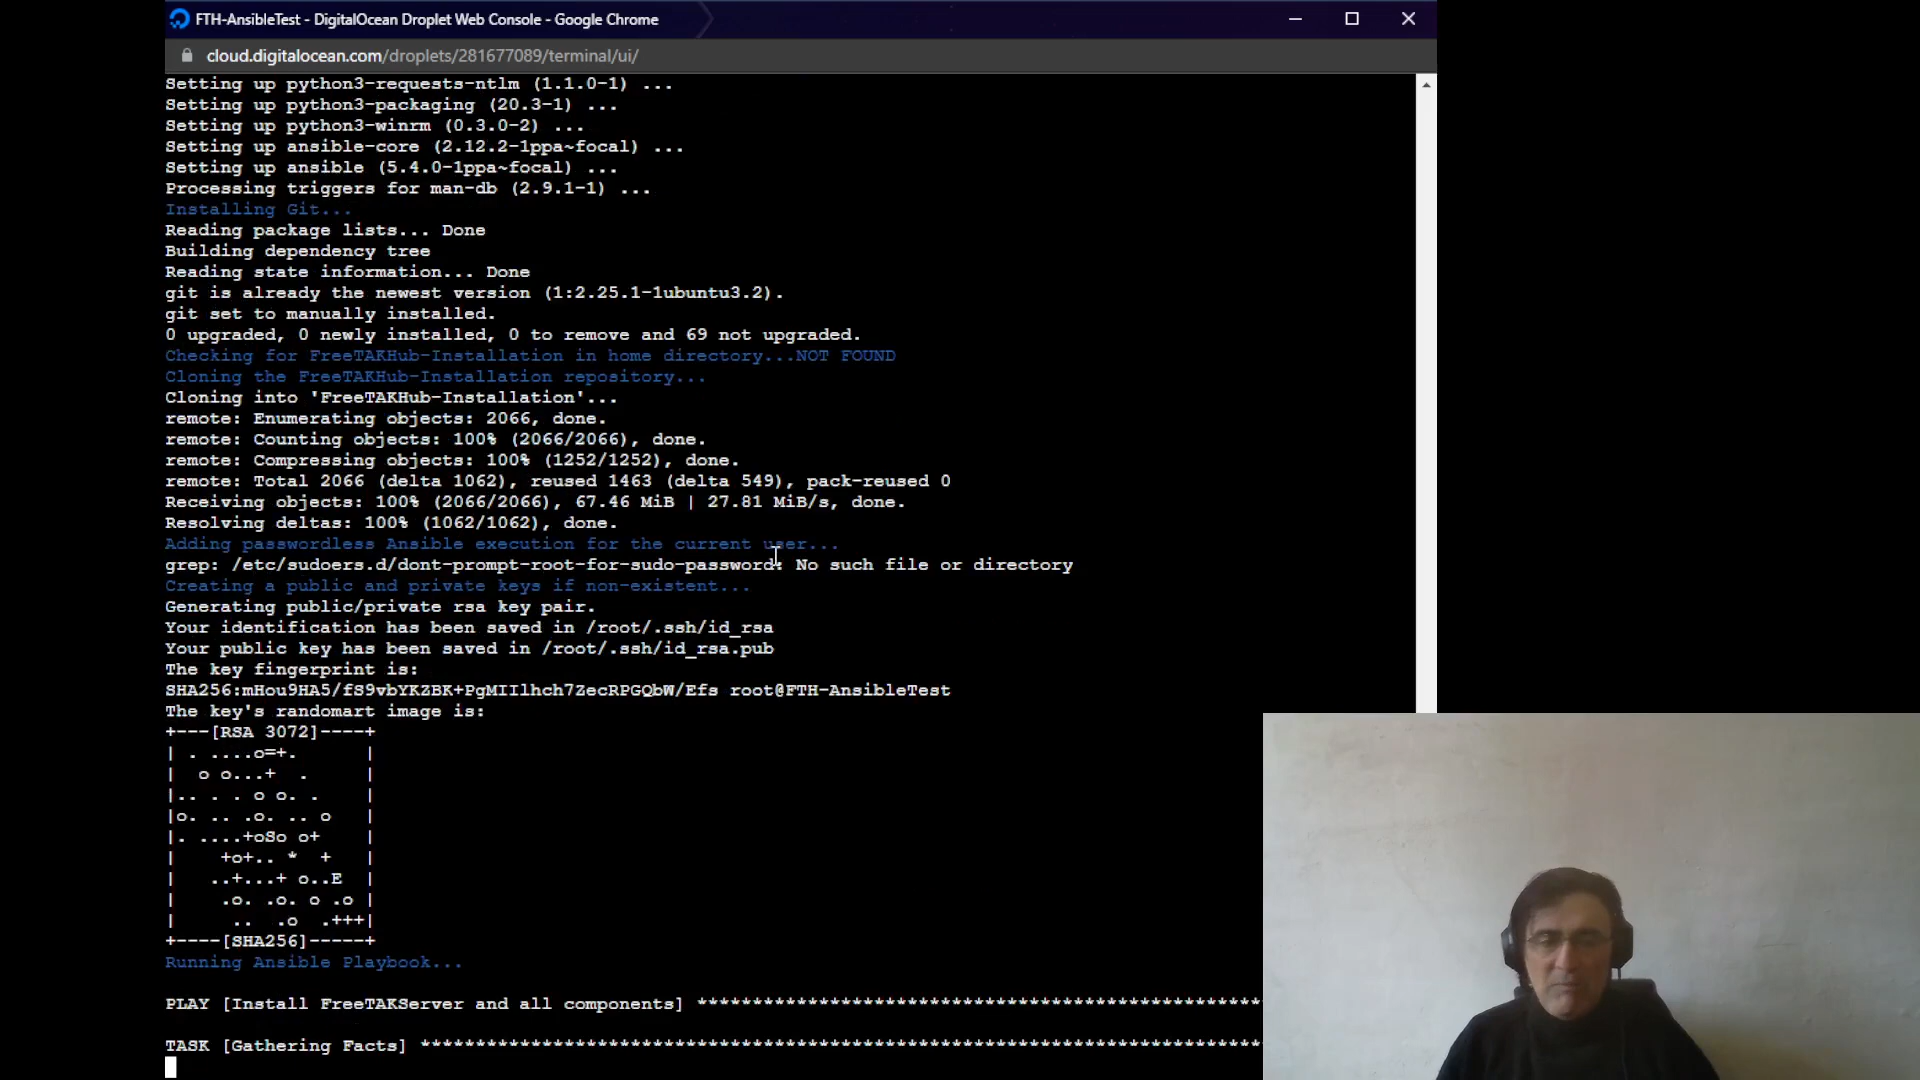 FTH-AnsibleTest - DigitalOcean Droplet Web Console - Google Chrome
cloud.digitalocean.com/droplets/281677089/terminal/ui/
Setting up python3-requests-ntlm (1.1.0-1) ...
Setting up python3-packaging (20.3-1) ...
Setting up python3-winrm (0.3.0-2) ...
Setting up ansible-core (2.12.2-1ppa~focal) ...
Setting up ansible (5.4.0-1ppa~focal) ...
Processing triggers for man-db (2.9.1-1) ...
Installing Git...
Reading package lists... Done
Building dependency tree
Reading state information... Done
git is already the newest version (1:2.25.1-1ubuntu3.2).
git set to manually installed.
0 upgraded, 0 newly installed, 0 to remove and 69 not upgraded.
Checking for FreeTAKHub-Installation in home directory...NOT FOUND
Cloning the FreeTAKHub-Installation repository...
Cloning into 'FreeTAKHub-Installation'...
remote: Enumerating objects: 2066, done.
remote: Counting objects: 100% (2066/2066), done.
remote: Compressing objects: 100% (1252/1252), done.
remote: Total 2066 (delta 1062), reused 1463 (delta 549), pack-reused 0
Receiving objects: 100% (2066/2066), 67.46 MiB | 27.81 MiB/s, done.
Resolving deltas: 100% (1062/1062), done.
Adding passwordless Ansible execution for the current user...
grep: /etc/sudoers.d/dont-prompt-root-for-sudo-password: No such file or directory
Creating a public and private keys if non-existent...
Generating public/private rsa key pair.
Your identification has been saved in /root/.ssh/id_rsa
Your public key has been saved in /root/.ssh/id_rsa.pub
The key fingerprint is:
SHA256:mHou9HA5/fS9vbYKZBK+PgMIIlhch7ZecRPGQbW/Efs root@FTH-AnsibleTest
The key's randomart image is:
+---[RSA 3072]----+
| . ....o=+.      |
|  o o...+  .     |
|.. . . o o. .    |
|o. .. .o. .. o   |
|. ....+oSo o+    |
|    +o+.. *  +   |
|   ..+...+ o..E  |
|    .o. .o. o .o |
|     ..  .o  .+++|
+----[SHA256]-----+
Running Ansible Playbook...
PLAY [Install FreeTAKServer and all components] ***************************************************
TASK [Gathering Facts] ****************************************************************************